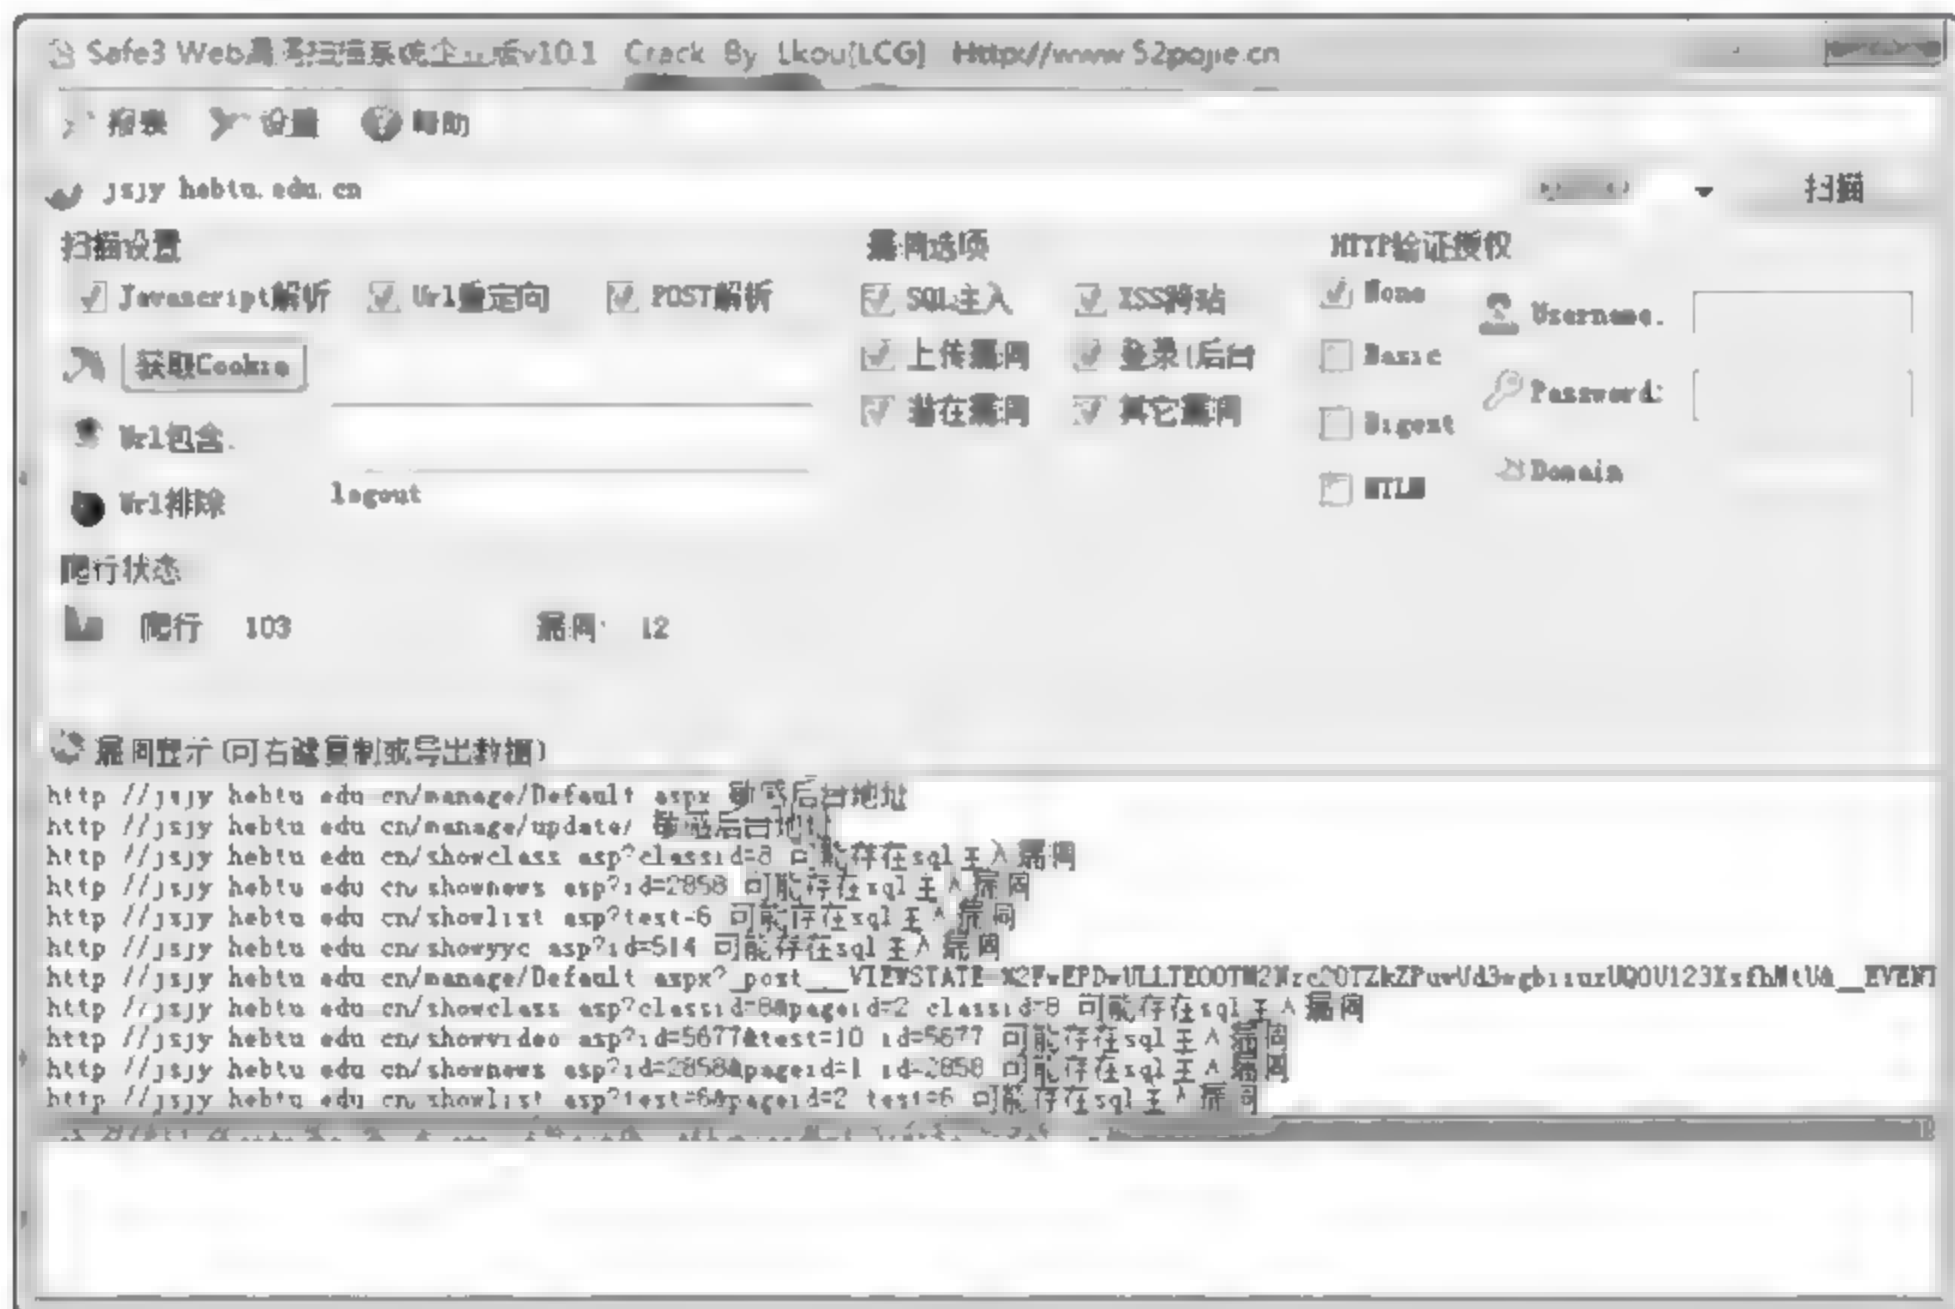 Safe3 Web漏洞扫描系统企业版v10.1 Crack By Lkou[LCG] Http://www.52pojie.cn
报表 设置 帮助
jsjy.hebtu.edu.cn 扫描
扫描设置 漏洞选项 HTTP验证授权
Javascript解析 Url重定向 POST解析 SQL注入 XSS跨站 None Username:
获取Cookie 上传漏洞 登录(后台 Basic Password:
Url包含: 潜在漏洞 其它漏洞 Digest
Url排除 logout NTLM Domain
爬行状态
爬行 103 漏洞: 12
漏洞显示(可右键复制或导出数据)
http://jsjy.hebtu.edu.cn/manage/Default.aspx 敏感后台地址
http://jsjy.hebtu.edu.cn/manage/update/ 敏感后台地址
http://jsjy.hebtu.edu.cn/showclass.asp?classid=8 可能存在sql注入漏洞
http://jsjy.hebtu.edu.cn/shownews.asp?id=2858 可能存在sql注入漏洞
http://jsjy.hebtu.edu.cn/showlist.asp?test=6 可能存在sql注入漏洞
http://jsjy.hebtu.edu.cn/showyyc.asp?id=514 可能存在sql注入漏洞
http://jsjy.hebtu.edu.cn/manage/Default.aspx?_post___VIEWSTATE=
http://jsjy.hebtu.edu.cn/showclass.asp?classid=8&pageid=2 classid=8 可能存在sql注入漏洞
http://jsjy.hebtu.edu.cn/showvideo.asp?id=5677&test=10 id=5677 可能存在sql注入漏洞
http://jsjy.hebtu.edu.cn/shownews.asp?id=2858&pageid=1 id=2858 可能存在sql注入漏洞
http://jsjy.hebtu.edu.cn/showlist.asp?test=6&pageid=2 test=6 可能存在sql注入漏洞